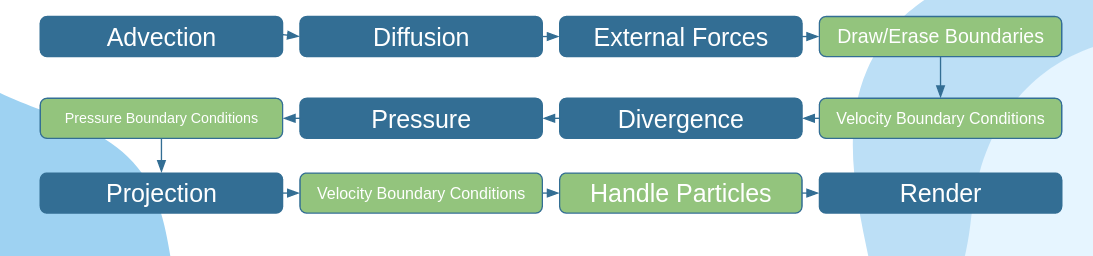 Advection
Diffusion
External Forces
Draw/Erase Boundaries
Velocity Boundary Conditions
Divergence
Pressure
Pressure Boundary Conditions
Projection
Velocity Boundary Conditions
Handle Particles
Render